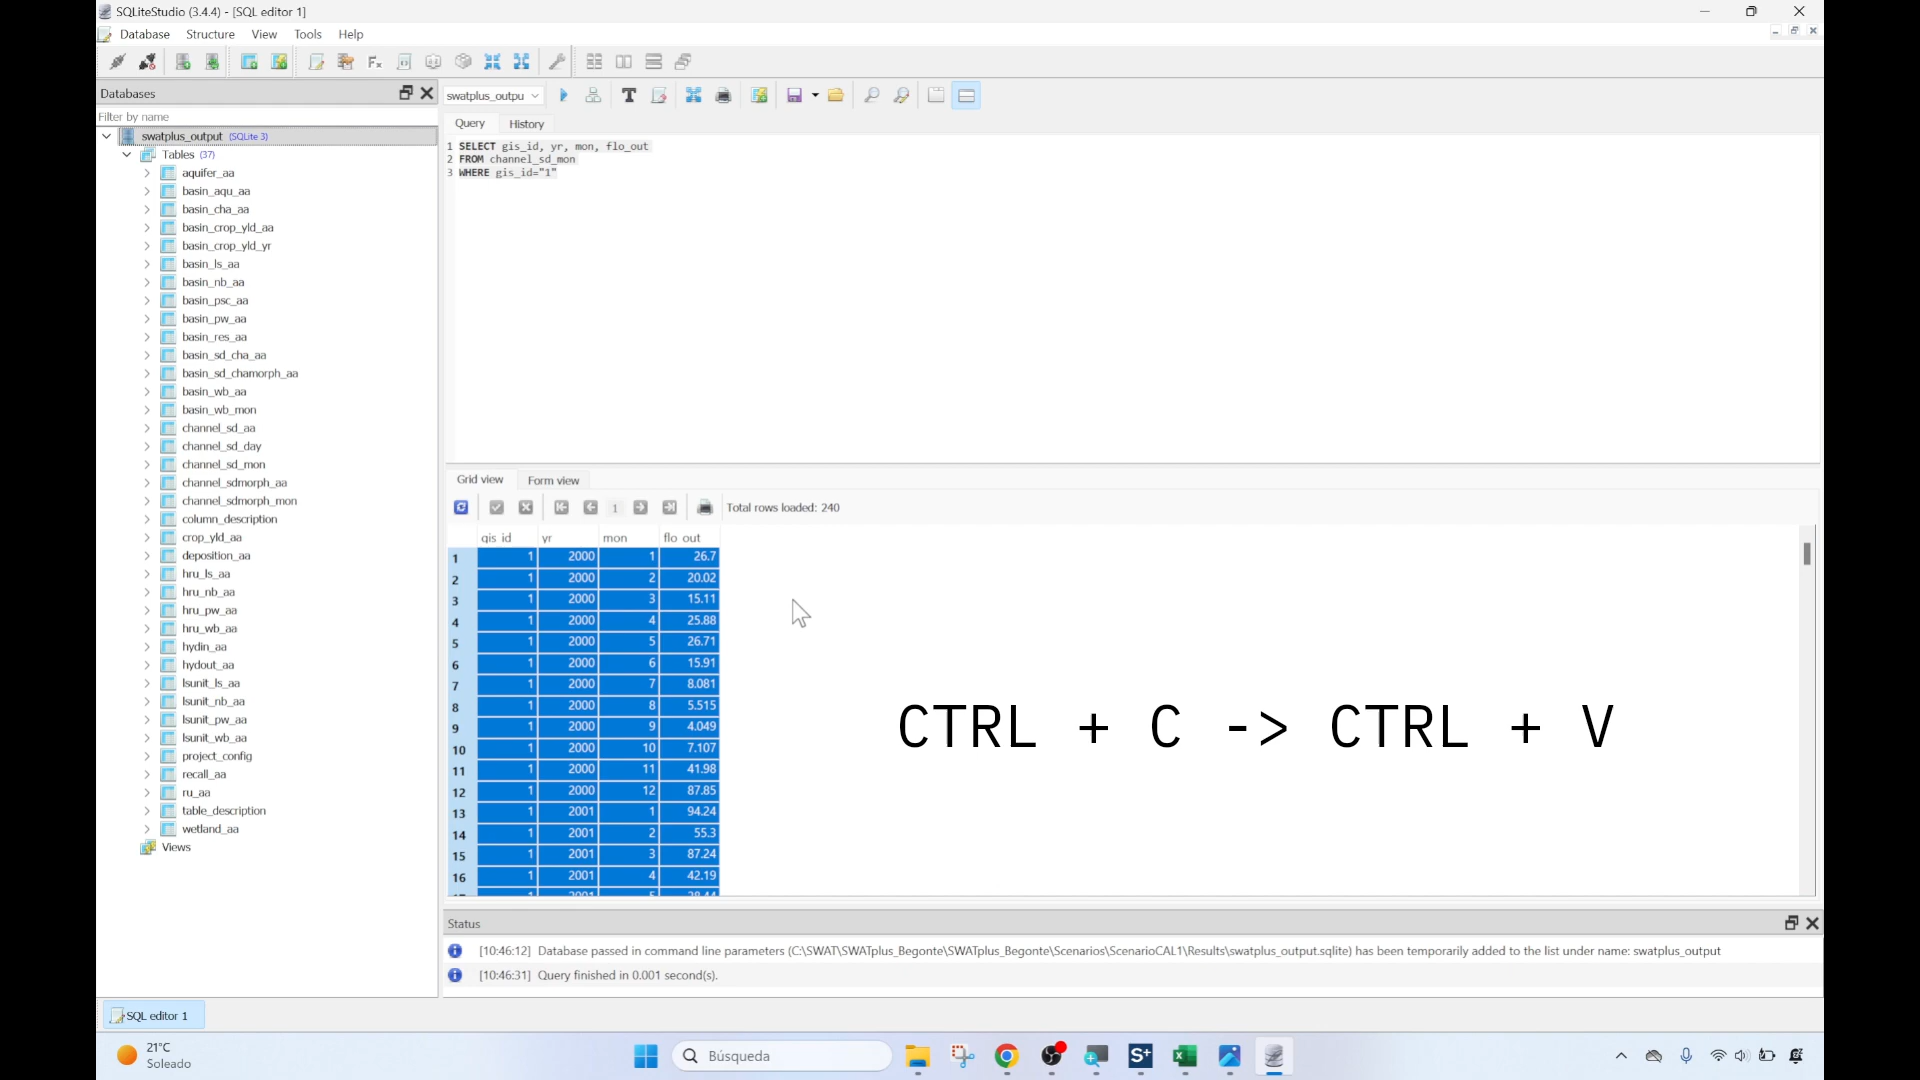 SQLiteStudio (3.4.4) - [SQL editor 1]
Database Structure View Tools Help
Databases
Filter by name
swatplus_output (SQLite 3)
Tables (37)
aquifer_aa
basin_aqu_aa
basin_cha_aa
basin_crop_yld_aa
basin_crop_yld_yr
basin_ls_aa
basin_nb_aa
basin_psc_aa
basin_pw_aa
basin_res_aa
basin_sd_cha_aa
basin_sd_chamorph_aa
basin_wb_aa
basin_wb_mon
channel_sd_aa
channel_sd_day
channel_sd_mon
channel_sdmorph_aa
channel_sdmorph_mon
column_description
crop_yld_aa
deposition_aa
hru_ls_aa
hru_nb_aa
hru_pw_aa
hru_wb_aa
hydin_aa
hydout_aa
lsunit_ls_aa
lsunit_nb_aa
lsunit_pw_aa
lsunit_wb_aa
project_config
recall_aa
ru_aa
table_description
wetland_aa
Views
swatplus_outpu
Query History
1 SELECT gis_id, yr, mon, flo_out
2 FROM channel_sd_mon
3 WHERE gis_id="1"
Grid view Form view
1 Total rows loaded: 240
gis_id yr mon flo_out
1 1 2000 1 26.7
2 1 2000 2 20.02
3 1 2000 3 15.11
4 1 2000 4 25.88
5 1 2000 5 26.71
6 1 2000 6 15.91
7 1 2000 7 8.081
8 1 2000 8 5.515
9 1 2000 9 4.049
10 1 2000 10 7.107
11 1 2000 11 41.98
12 1 2000 12 87.85
13 1 2001 1 94.24
14 1 2001 2 55.3
15 1 2001 3 87.24
16 1 2001 4 42.19
CTRL + C -> CTRL + V
Status
[10:46:12] Database passed in command line parameters (C:\SWAT\SWATplus_Begonte\SWATplus_Begonte\Scenarios\ScenarioCAL1\Results\swatplus_output.sqlite) has been temporarily added to the list under name: swatplus_output
[10:46:31] Query finished in 0.001 second(s).
SQL editor 1
21°C
Soleado
Búsqueda
S+